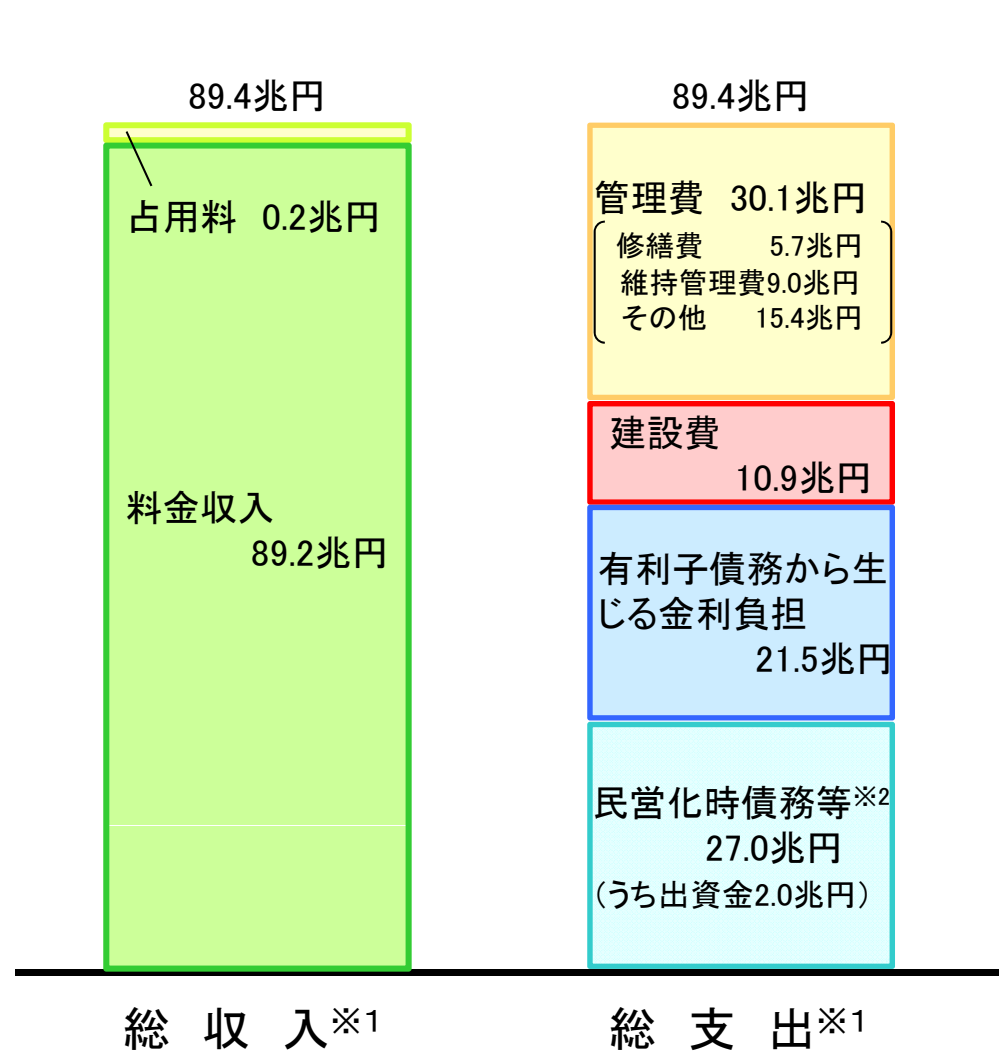 89.4兆円
占用料 0.2兆円
料金収入
89.2兆円
総 収 入※1
89.4兆円
管理費 30.1兆円
修繕費 5.7兆円
維持管理費9.0兆円
その他 15.4兆円
建設費
10.9兆円
有利子債務から生
じる金利負担
21.5兆円
民営化時債務等※2
27.0兆円
(うち出資金2.0兆円)
総 支 出※1